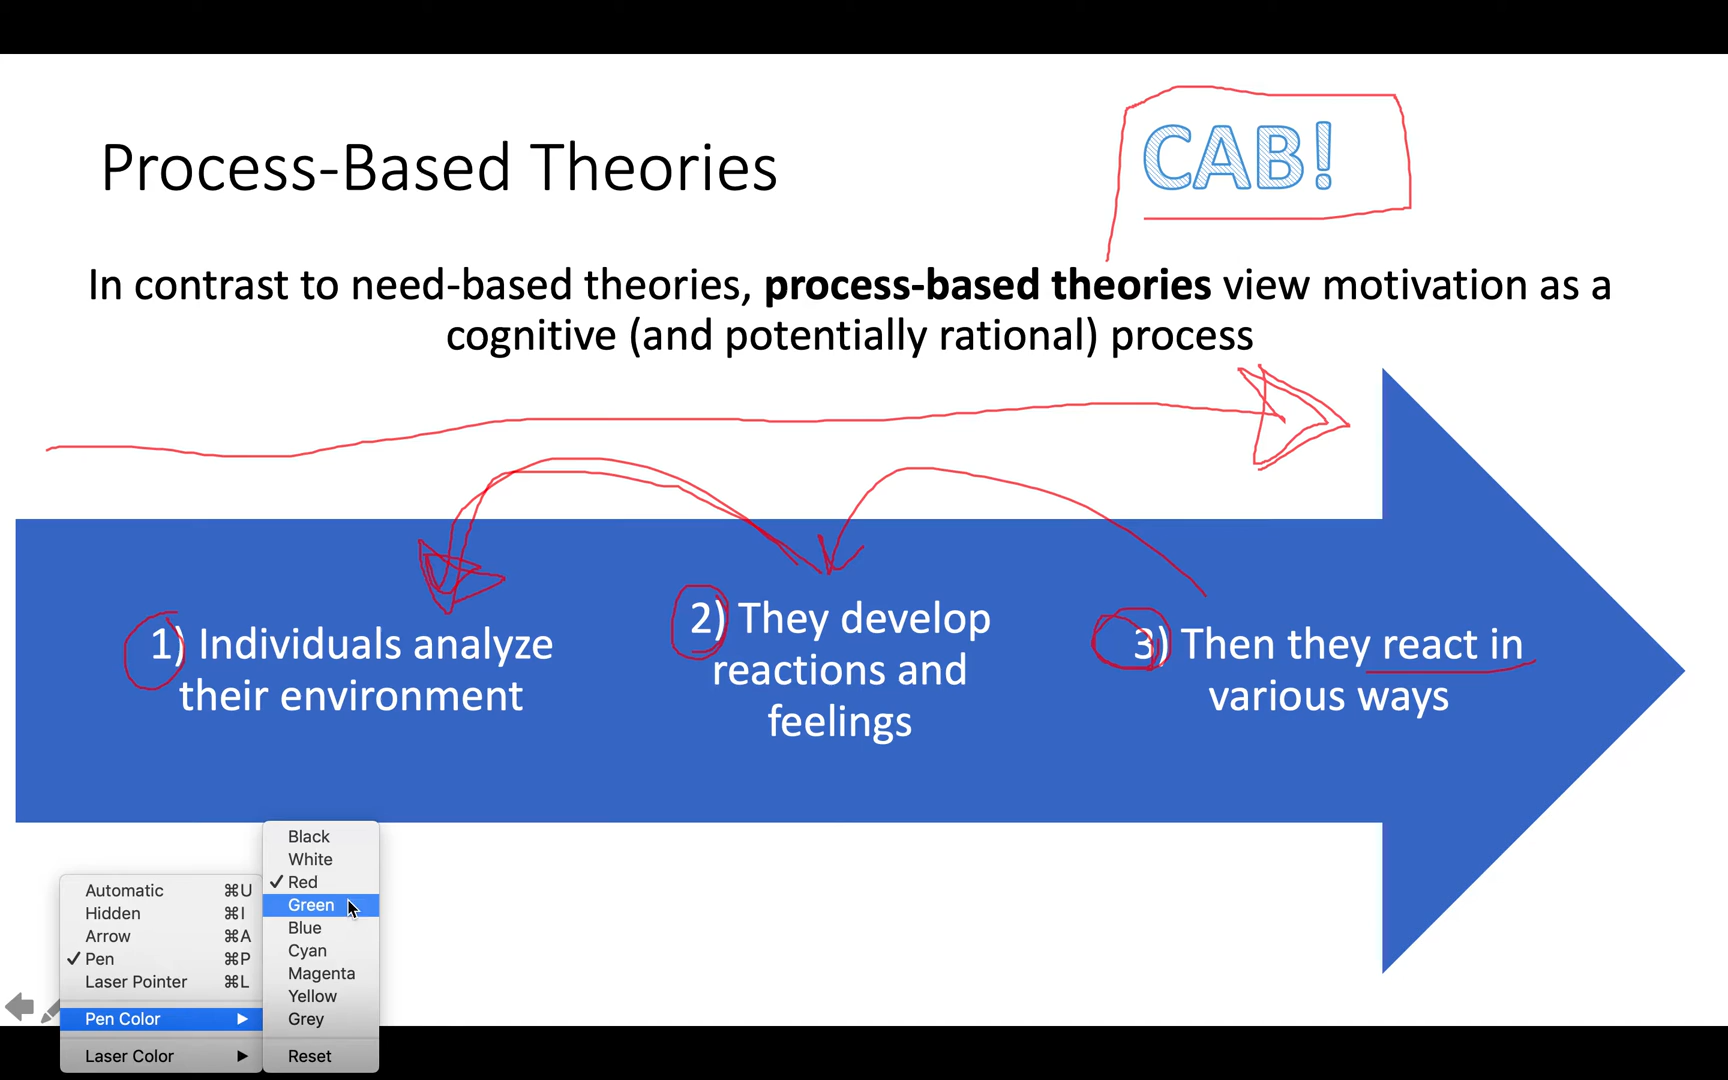 Process-Based Theories
CAB!
In contrast to need-based theories, process-based theories view motivation as a
cognitive (and potentially rational) process
1) Individuals analyze
their environment
2) They develop
reactions and
feelings
3) Then they react in
various ways
Automatic ⌘U
Hidden ⌘I
Arrow ⌘A
✓ Pen ⌘P
Laser Pointer ⌘L
Pen Color ▶
Laser Color ▶
Black
White
✓ Red
Green
Blue
Cyan
Magenta
Yellow
Grey
Reset